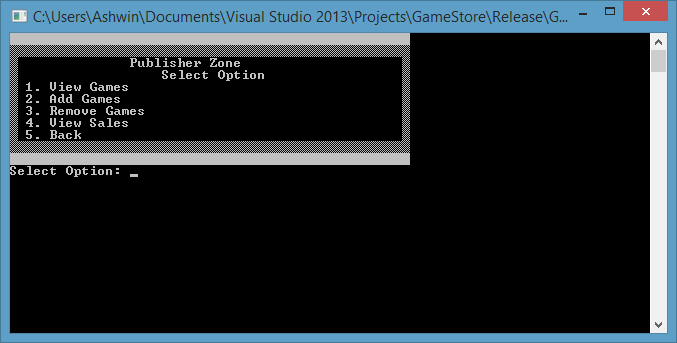 C:\Users\Ashwin\Documents\Visual Studio 2013\Projects\GameStore\Release\G...
Publisher Zone
Select Option
1. View Games
2. Add Games
3. Remove Games
4. View Sales
5. Back
Select Option: _